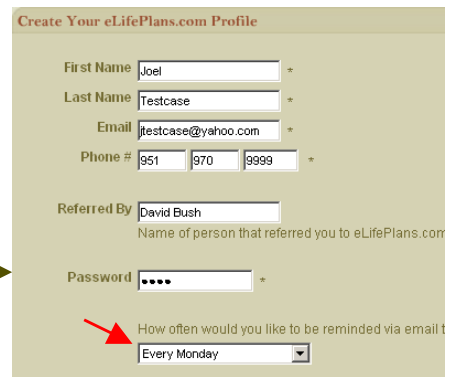 Create Your eLifePlans.com Profile
First Name Joel *
Last Name Testcase *
Email jtestcase@yahoo.com *
Phone # 951 970 9999 *
Referred By David Bush
Name of person that referred you to eLifePlans.com
Password •••• *
How often would you like to be reminded via email t
Every Monday